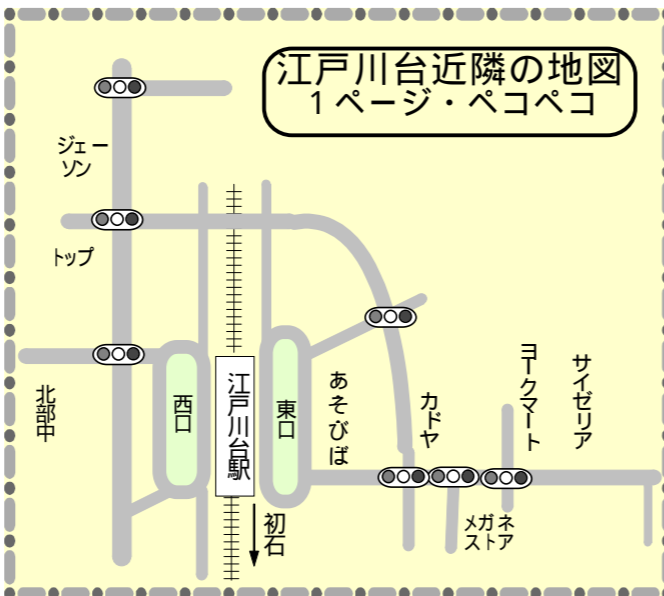 江戸川台近隣の地図
1ページ・ペコペコ
ジェー
ソン
トップ
北部中
西口
江戸川台駅
東口
あそびば
カドヤ
ヨークマート
サイゼリア
初石
メガネ
ストア